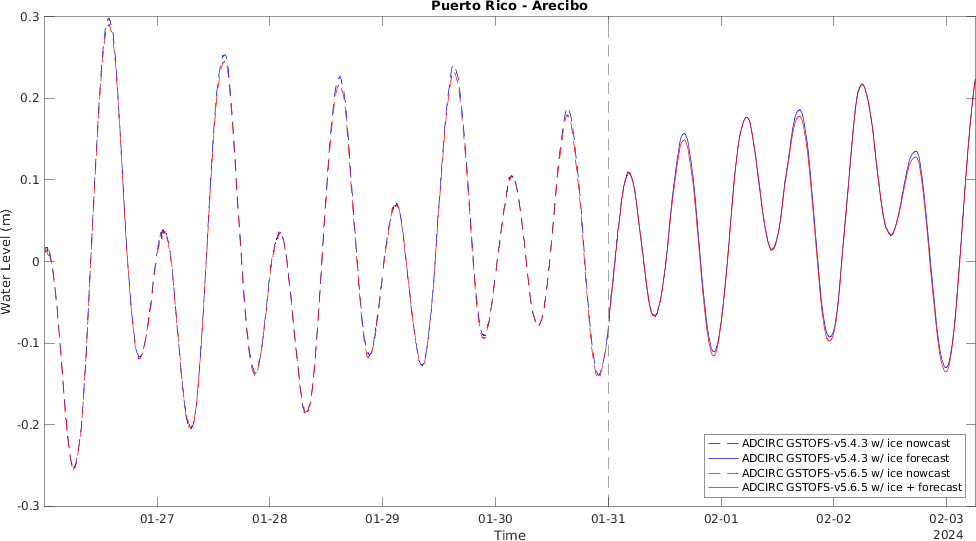 Puerto Rico - Arecibo
0.3
0.2
0.1
0
-0.1
-0.2
-0.3
Water Level (m)
ADCIRC GSTOFS-v5.4.3 w/ ice nowcast
ADCIRC GSTOFS-v5.4.3 w/ ice forecast
ADCIRC GSTOFS-v5.6.5 w/ ice nowcast
ADCIRC GSTOFS-v5.6.5 w/ ice + forecast
01-27 01-28 01-29 01-30 01-31 02-01 02-02 02-03
Time
2024